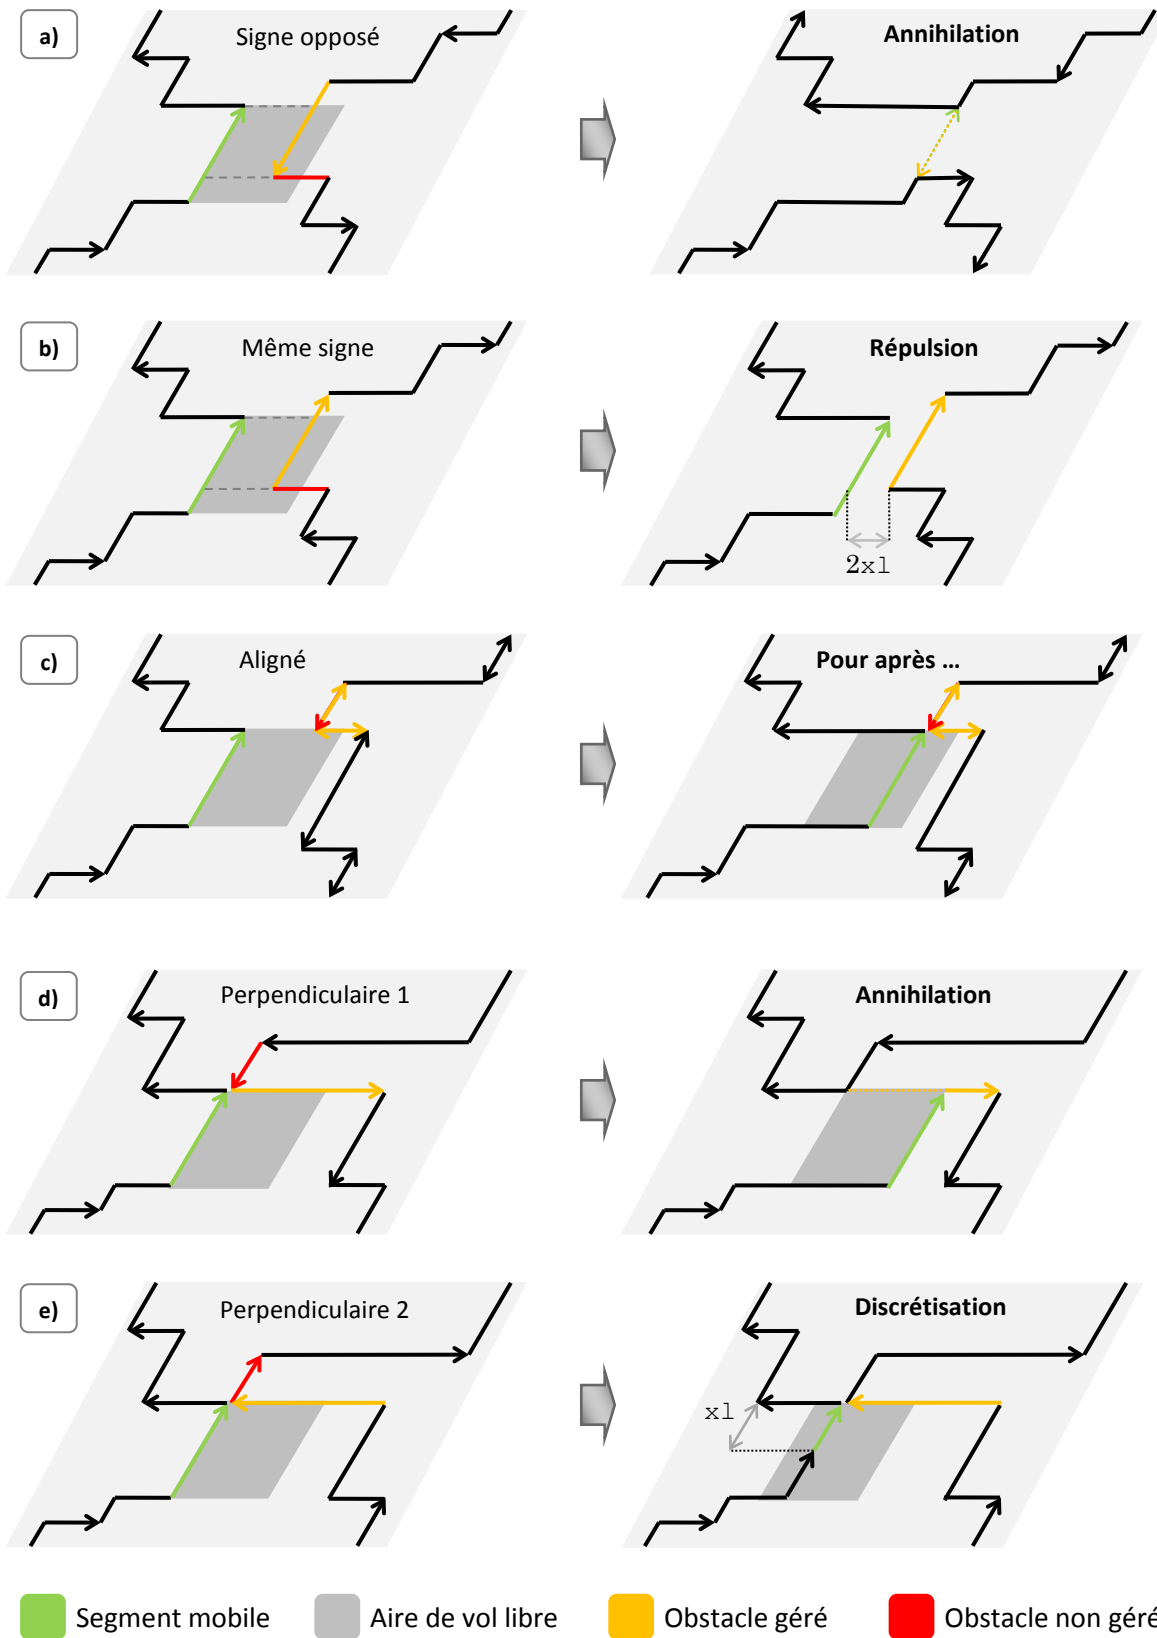 a)
Signe opposé
Annihilation
b)
Même signe
Répulsion
2xl
c)
Aligné
Pour après ...
d)
Perpendiculaire 1
Annihilation
e)
Perpendiculaire 2
Discrétisation
xl
Segment mobile
Aire de vol libre
Obstacle géré
Obstacle non géré